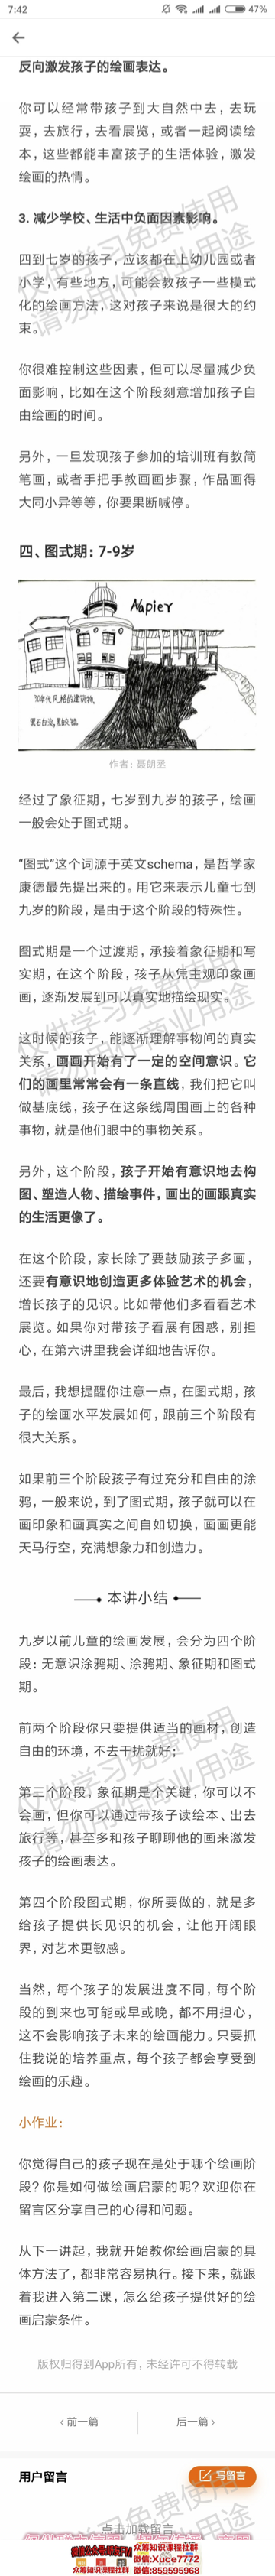 7:42
47%
反向激发孩子的绘画表达。
你可以经常带孩子到大自然中去，去玩
耍，去旅行，去看展览，或者一起阅读绘
本，这些都能丰富孩子的生活体验，激发
绘画的热情。
3. 减少学校、生活中负面因素影响。
四到七岁的孩子，应该都在上幼儿园或者
小学，有些地方，可能会教孩子一些模式
化的绘画方法，这对孩子来说是很大的约
束。
你很难控制这些因素，但可以尽量减少负
面影响，比如在这个阶段刻意增加孩子自
由绘画的时间。
另外，一旦发现孩子参加的培训班有教简
笔画，或者手把手教画画步骤，作品画得
大同小异等等，你要果断喊停。
四、图式期：7-9岁
Napier
30年代风格的建筑物
作者：聂朗丞
经过了象征期，七岁到九岁的孩子，绘画
一般会处于图式期。
“图式”这个词源于英文schema，是哲学家
康德最先提出来的。用它来表示儿童七到
九岁的阶段，是由于这个阶段的特殊性。
图式期是一个过渡期，承接着象征期和写
实期，在这个阶段，孩子从凭主观印象画
画，逐渐发展到可以真实地描绘现实。
这时候的孩子，能逐渐理解事物间的真实
关系，画画开始有了一定的空间意识。它
们的画里常常会有一条直线，我们把它叫
做基底线，孩子在这条线周围画上的各种
事物，就是他们眼中的事物关系。
另外，这个阶段，孩子开始有意识地去构
图、塑造人物、描绘事件，画出的画跟真实
的生活更像了。
在这个阶段，家长除了要鼓励孩子多画，
还要有意识地创造更多体验艺术的机会，
增长孩子的见识。比如带他们多看看艺术
展览。如果你对带孩子看展有困惑，别担
心，在第六讲里我会详细地告诉你。
最后，我想提醒你注意一点，在图式期，孩
子的绘画水平发展如何，跟前三个阶段有
很大关系。
如果前三个阶段孩子有过充分和自由的涂
鸦，一般来说，到了图式期，孩子就可以在
画印象和画真实之间自如切换，画画更能
天马行空，充满想象力和创造力。
本讲小结
九岁以前儿童的绘画发展，会分为四个阶
段：无意识涂鸦期、涂鸦期、象征期和图式
期。
前两个阶段你只要提供适当的画材，创造
自由的环境，不去干扰就好；
第三个阶段，象征期是个关键，你可以不
会画，但你可以通过带孩子读绘本、出去
旅行等，甚至多和孩子聊聊他的画来激发
孩子的绘画表达。
第四个阶段图式期，你所要做的，就是多
给孩子提供长见识的机会，让他开阔眼
界，对艺术更敏感。
当然，每个孩子的发展进度不同，每个阶
段的到来也可能或早或晚，都不用担心，
这不会影响孩子未来的绘画能力。只要抓
住我说的培养重点，每个孩子都会享受到
绘画的乐趣。
小作业：
你觉得自己的孩子现在是处于哪个绘画阶
段？你是如何做绘画启蒙的呢？欢迎你在
留言区分享自己的心得和问题。
从下一讲起，我就开始教你绘画启蒙的具
体方法了，都非常容易执行。接下来，就跟
着我进入第二课，怎么给孩子提供好的绘
画启蒙条件。
版权归得到App所有，未经许可不得转载
‹ 前一篇
后一篇 ›
用户留言
写留言
点击加载留言
众筹知识课程社群
微信:Xuce7772
众筹知识课程社群
微信:859595968
仅供学习免费使用
请勿用作商业用途
仅供学习免费使用
请勿用作商业用途
仅供学习免费使用
请勿用作商业用途